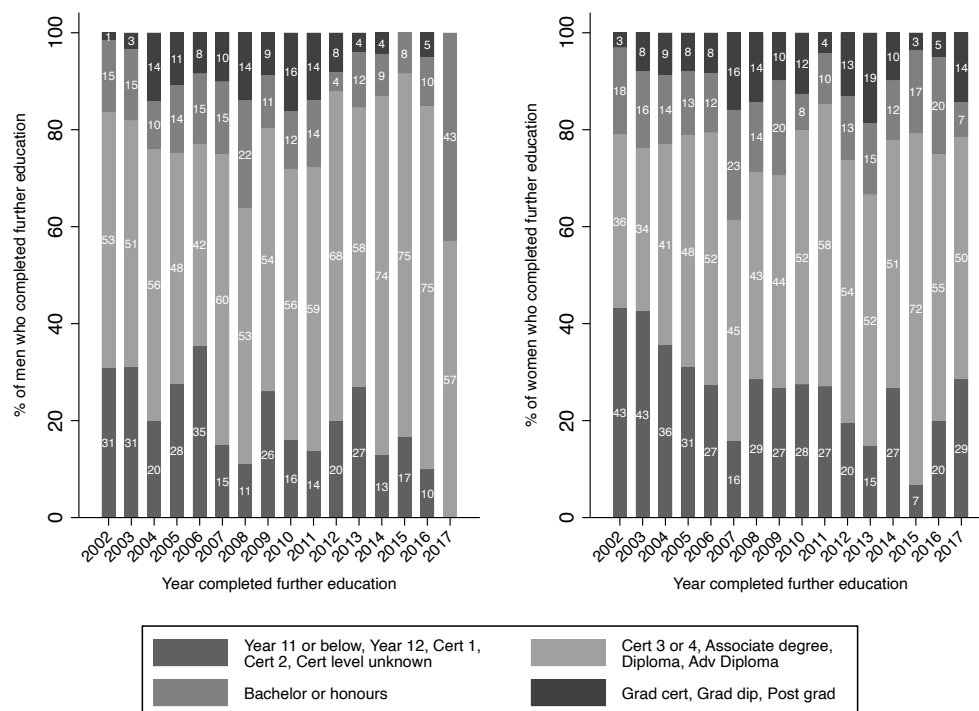 % of men who completed further education
100
80
60
40
20
0
1 15 53 31
3 15 51 31
14 10 56 20
11 14 48 28
8 15 42 35
10 15 60 15
14 22 53 11
9 11 54 26
16 12 56 16
14 14 59 14
8 4 68 20
4 12 58 27
4 9 74 13
8 75 17
5 10 75 10
43 57
2002 2003 2004 2005 2006 2007 2008 2009 2010 2011 2012 2013 2014 2015 2016 2017
Year completed further education
% of women who completed further education
100
80
60
40
20
0
3 18 36 43
8 16 34 43
9 14 41 36
8 13 48 31
8 12 52 27
16 23 45 16
14 14 43 29
10 20 44 27
12 8 52 28
4 10 58 27
13 13 54 20
19 15 52 15
10 12 51 27
3 17 72 7
5 20 55 20
14 7 50 29
2002 2003 2004 2005 2006 2007 2008 2009 2010 2011 2012 2013 2014 2015 2016 2017
Year completed further education
Year 11 or below, Year 12, Cert 1,
Cert 2, Cert level unknown
Cert 3 or 4, Associate degree,
Diploma, Adv Diploma
Bachelor or honours
Grad cert, Grad dip, Post grad